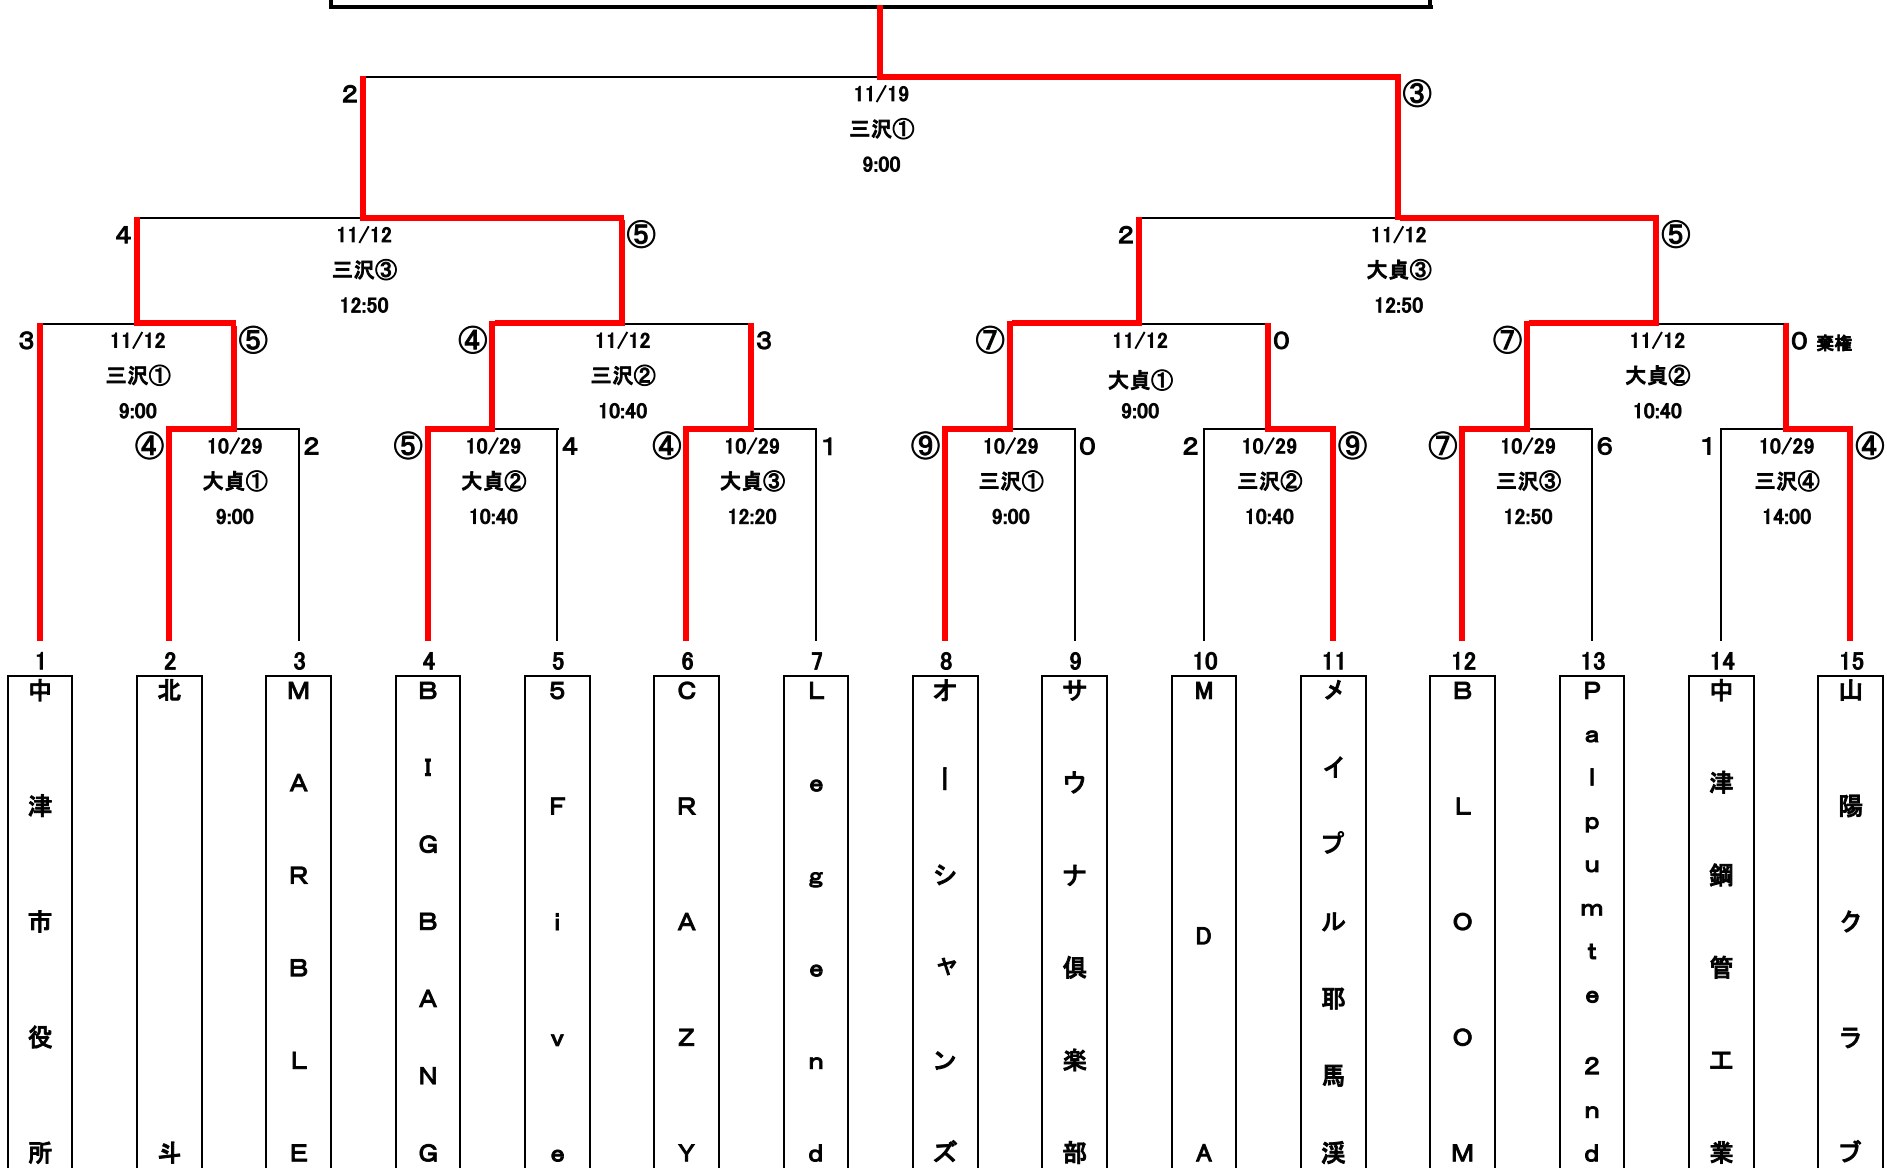 2 11/19 ③
三沢①
9:00
4 11/12 ⑤ 2 11/12 ⑤
三沢③ 大貞③
12:50 12:50
3 11/12 ⑤ ④ 11/12 3 ⑦ 11/12 0 ⑦ 11/12 0 棄権
三沢① 三沢② 大貞① 大貞②
9:00 10:40 9:00 10:40
④ 10/29 2 ⑤ 10/29 4 ④ 10/29 1 ⑨ 10/29 0 2 10/29 ⑨ ⑦ 10/29 6 1 10/29 ④
大貞① 大貞② 大貞③ 三沢① 三沢② 三沢③ 三沢④
9:00 10:40 12:20 9:00 10:40 12:50 14:00
1 2 3 4 5 6 7 8 9 10 11 12 13 14 15
中津市役所
北斗
MARBLE
BIGBANG
5Five
CRAZY
Legend
オーシャンズ
サウナ倶楽部
MDA
メイプル耶馬渓
BLOOM
Palpumte 2nd
中津鋼管工業
山陽クラブ